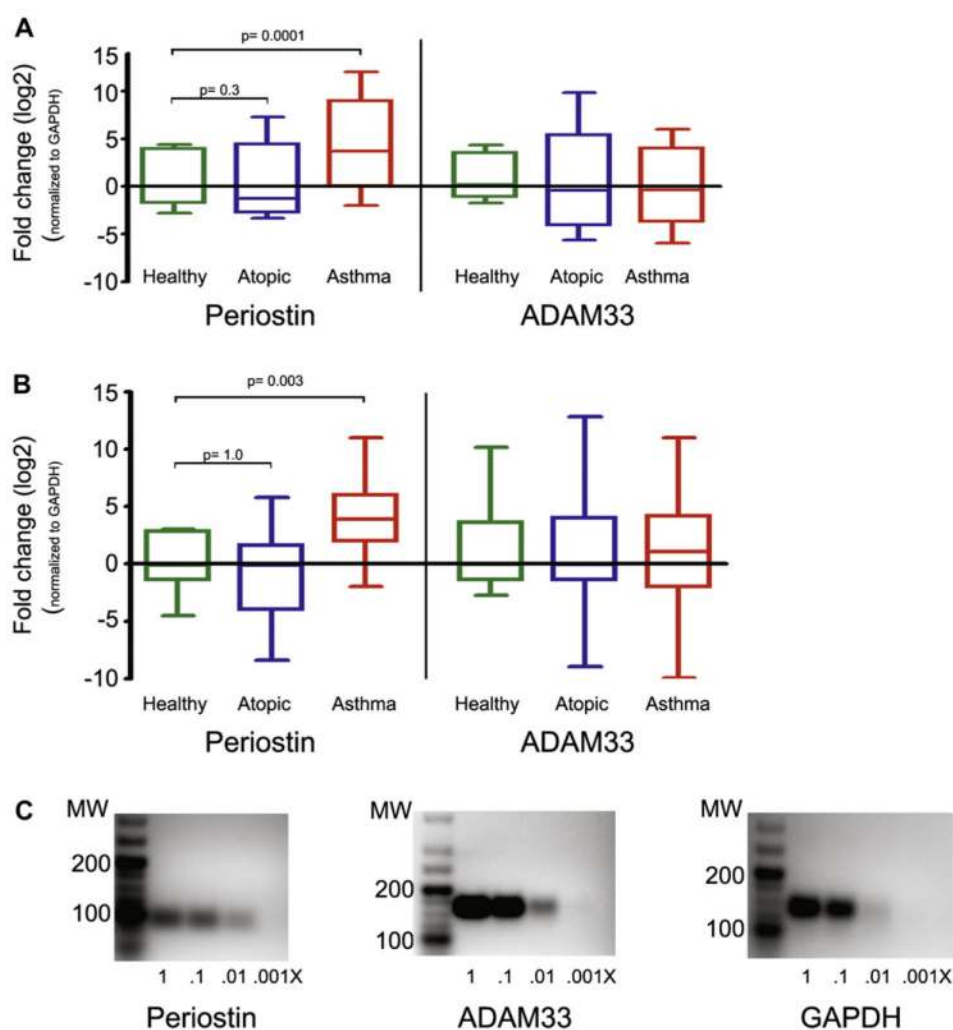 A
p= 0.0001
p= 0.3
Fold change (log2)
(normalized to GAPDH)
15
10
5
0
-5
-10
Healthy Atopic Asthma
Healthy Atopic Asthma
Periostin
ADAM33
B
p= 0.003
p= 1.0
Fold change (log2)
(normalized to GAPDH)
15
10
5
0
-5
-10
Healthy Atopic Asthma
Healthy Atopic Asthma
Periostin
ADAM33
C
MW
200
100
1 .1 .01 .001X
Periostin
MW
200
100
1 .1 .01 .001X
ADAM33
MW
200
100
1 .1 .01 .001X
GAPDH